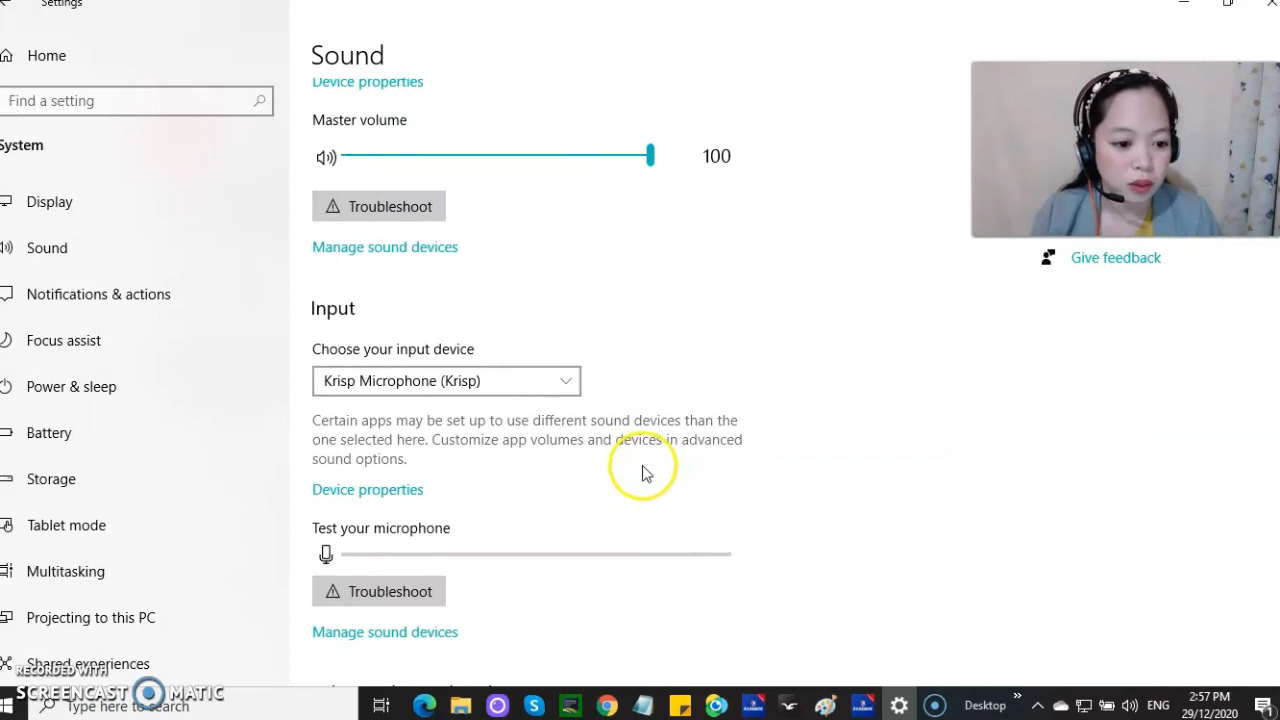 Settings
Home
Find a setting
System
Display
Sound
Notifications & actions
Focus assist
Power & sleep
Battery
Storage
Tablet mode
Multitasking
Projecting to this PC
Shared experiences
Sound
Device properties
Master volume
100
Troubleshoot
Manage sound devices
Input
Choose your input device
Krisp Microphone (Krisp)
Certain apps may be set up to use different sound devices than the
one selected here. Customize app volumes and devices in advanced
sound options.
Device properties
Test your microphone
Troubleshoot
Manage sound devices
Give feedback
RECORDED WITH
SCREENCAST MATIC
Type here to search
Desktop
ENG
2:57 PM
29/12/2020